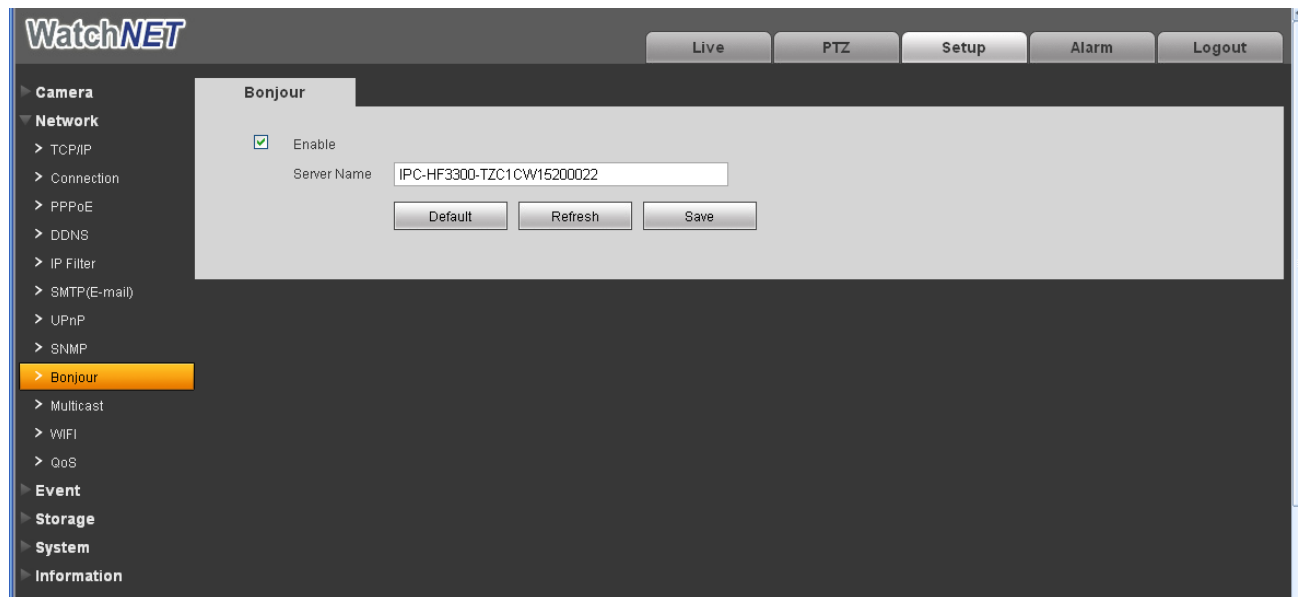 WatchNET
Live
PTZ
Setup
Alarm
Logout
Camera
Network
> TCP/IP
> Connection
> PPPoE
> DDNS
> IP Filter
> SMTP(E-mail)
> UPnP
> SNMP
> Bonjour
> Multicast
> WIFI
> QoS
Event
Storage
System
Information
Bonjour
Enable
Server Name IPC-HF3300-TZC1CW15200022
Default Refresh Save